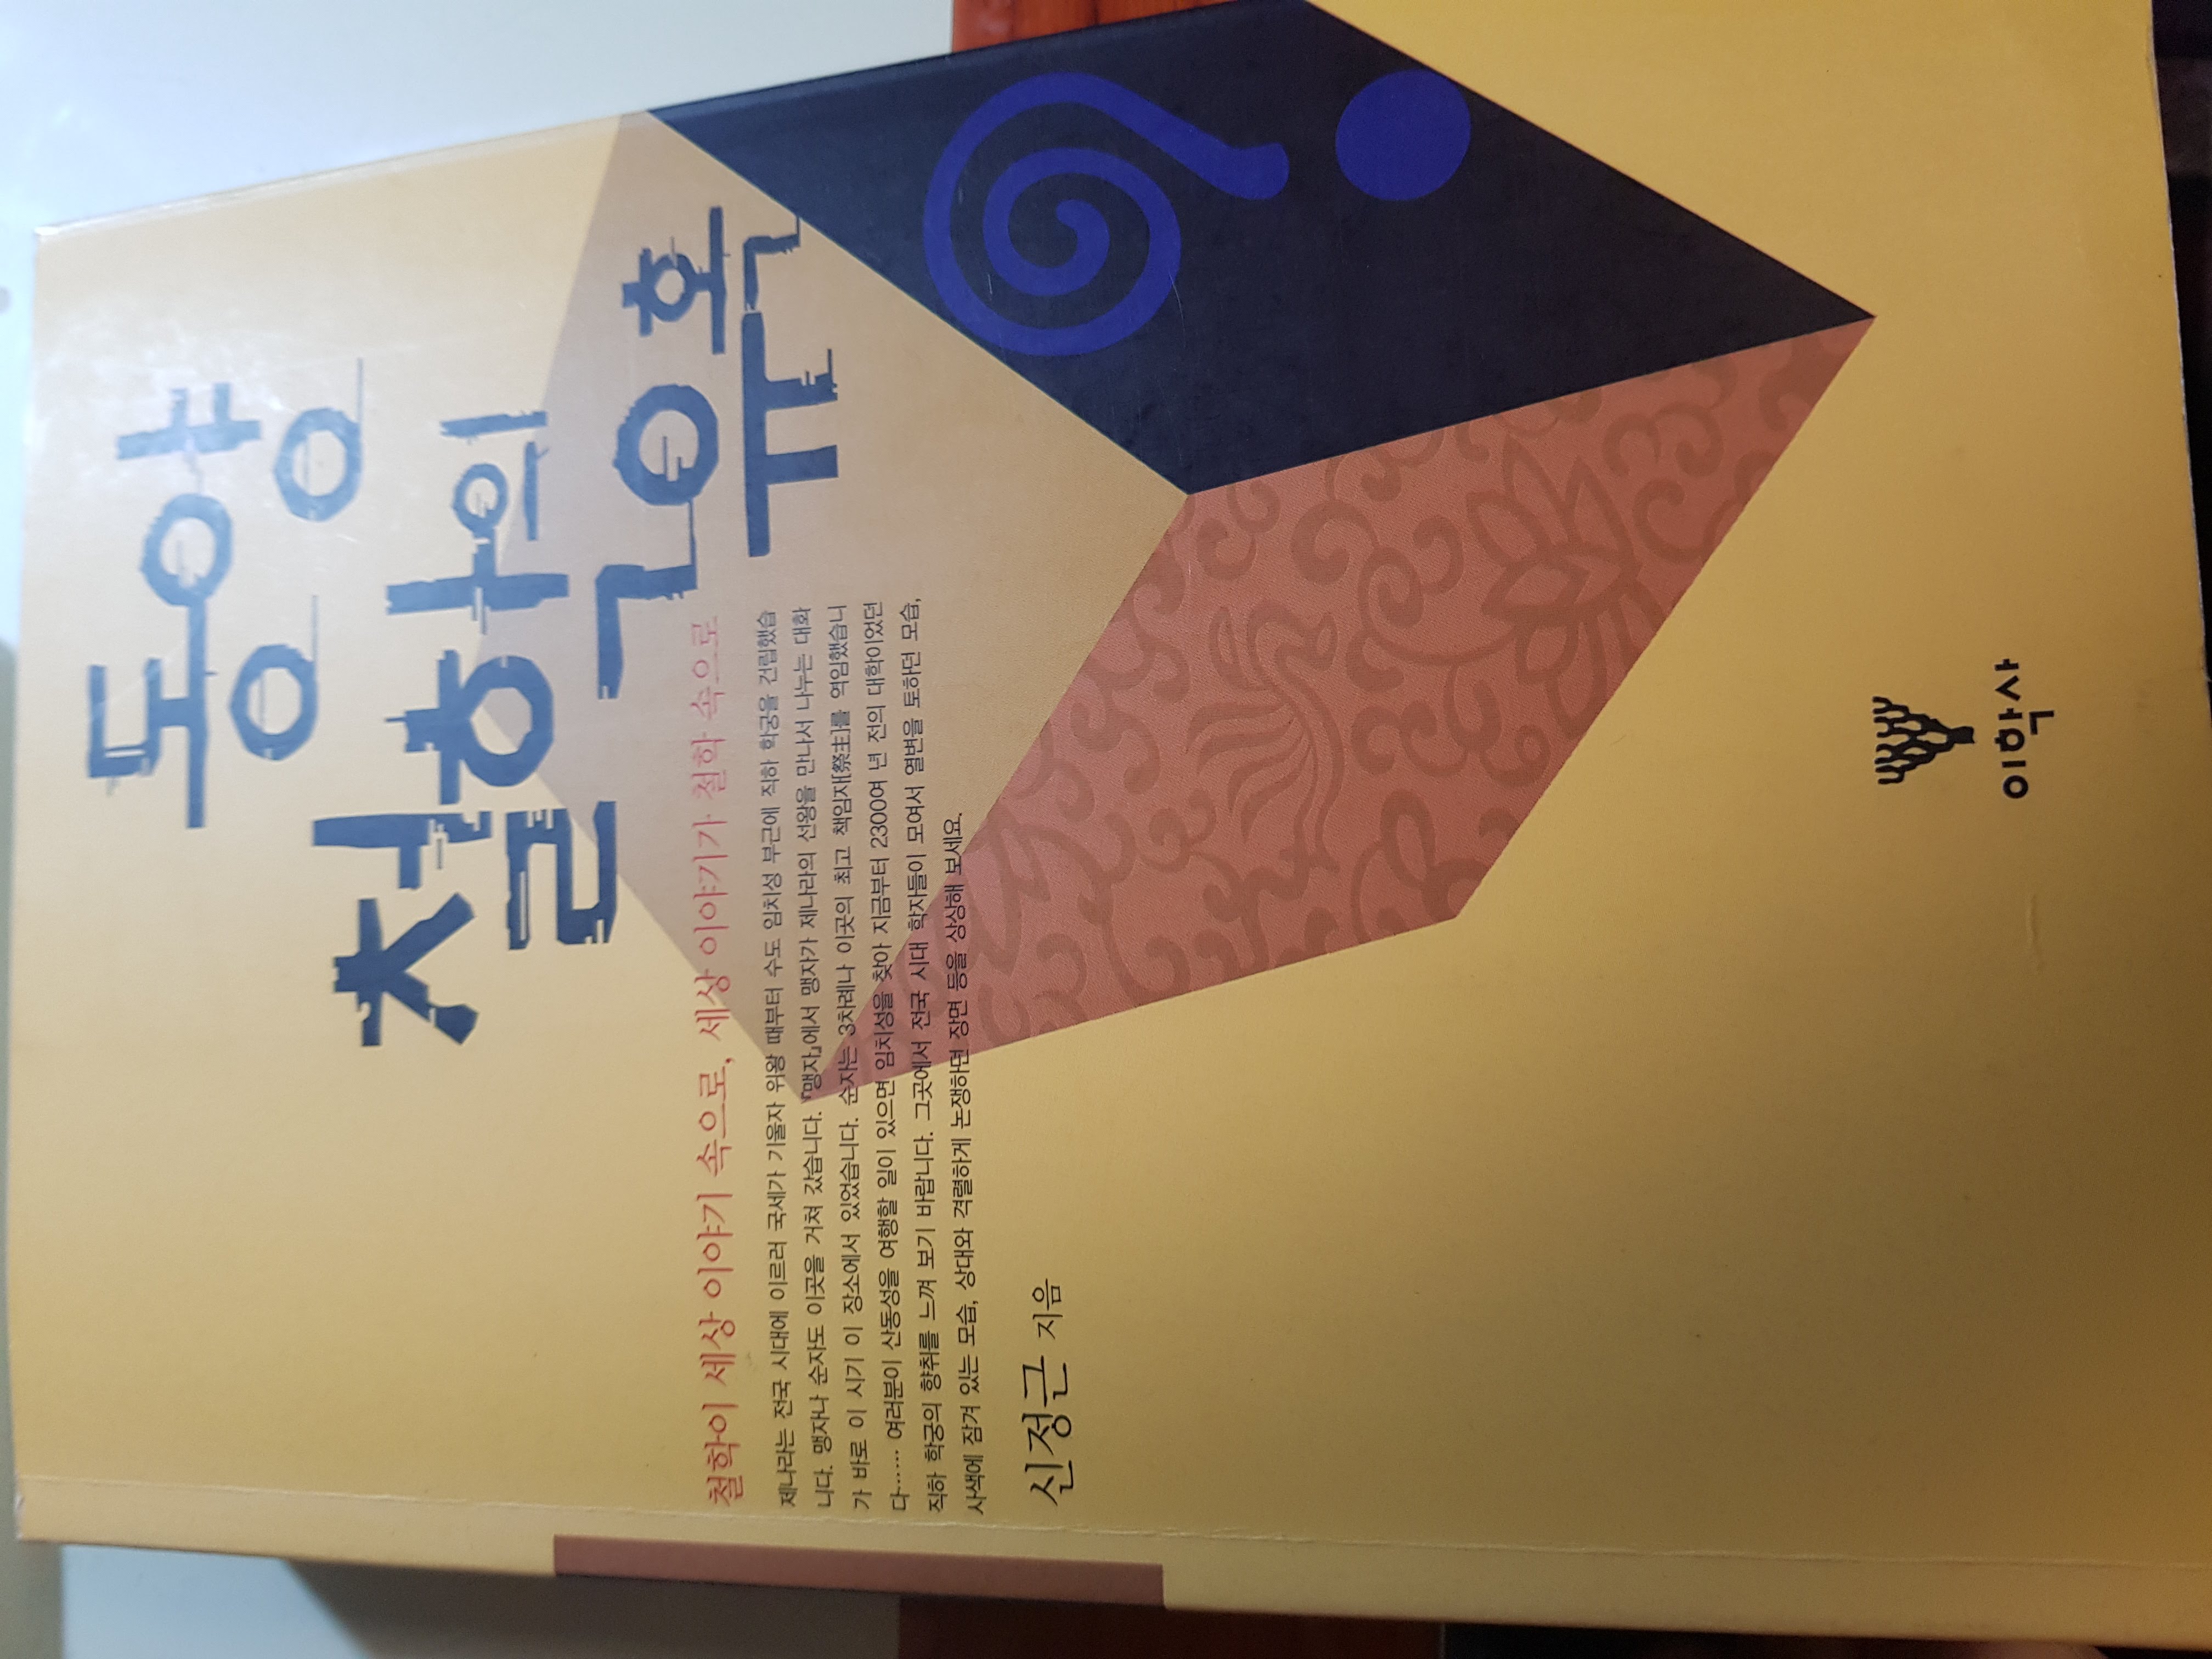 동양
철학의
유혹
철학이 세상 이야기 속으로, 세상 이야기가 철학 속으로
제나라는 전국 시대에 이르러 국세가 기울자 위왕 때부터 수도 임치성 부근에 직하 학궁을 건립했습
니다. 맹자나 순자도 이곳을 거쳐 갔습니다. 『맹자』에서 맹자가 제나라의 선왕을 만나서 나누는 대화
가 바로 이 시기 이 장소에서 있었습니다. 순자는 3차례나 이곳의 최고 책임자[祭主]를 역임했습니
다…… 여러분이 산동성을 여행할 일이 있으면 임치성을 찾아 지금부터 2300여 년 전의 대학이었던
직하 학궁의 향취를 느껴 보기 바랍니다. 그곳에서 전국 시대 학자들이 모여서 열변을 토하던 모습,
사색에 잠겨 있는 모습, 상대와 격렬하게 논쟁하던 장면 등을 상상해 보세요.
신정근 지음
이학사